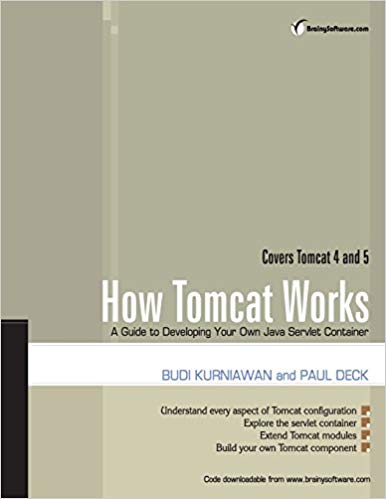 BrainySoftware.com
Covers Tomcat 4 and 5
How Tomcat Works
A Guide to Developing Your Own Java Servlet Container
BUDI KURNIAWAN and PAUL DECK
Understand every aspect of Tomcat configuration
Explore the servlet container
Extend Tomcat modules
Build your own Tomcat component
Code downloadable from www.brainysoftware.com